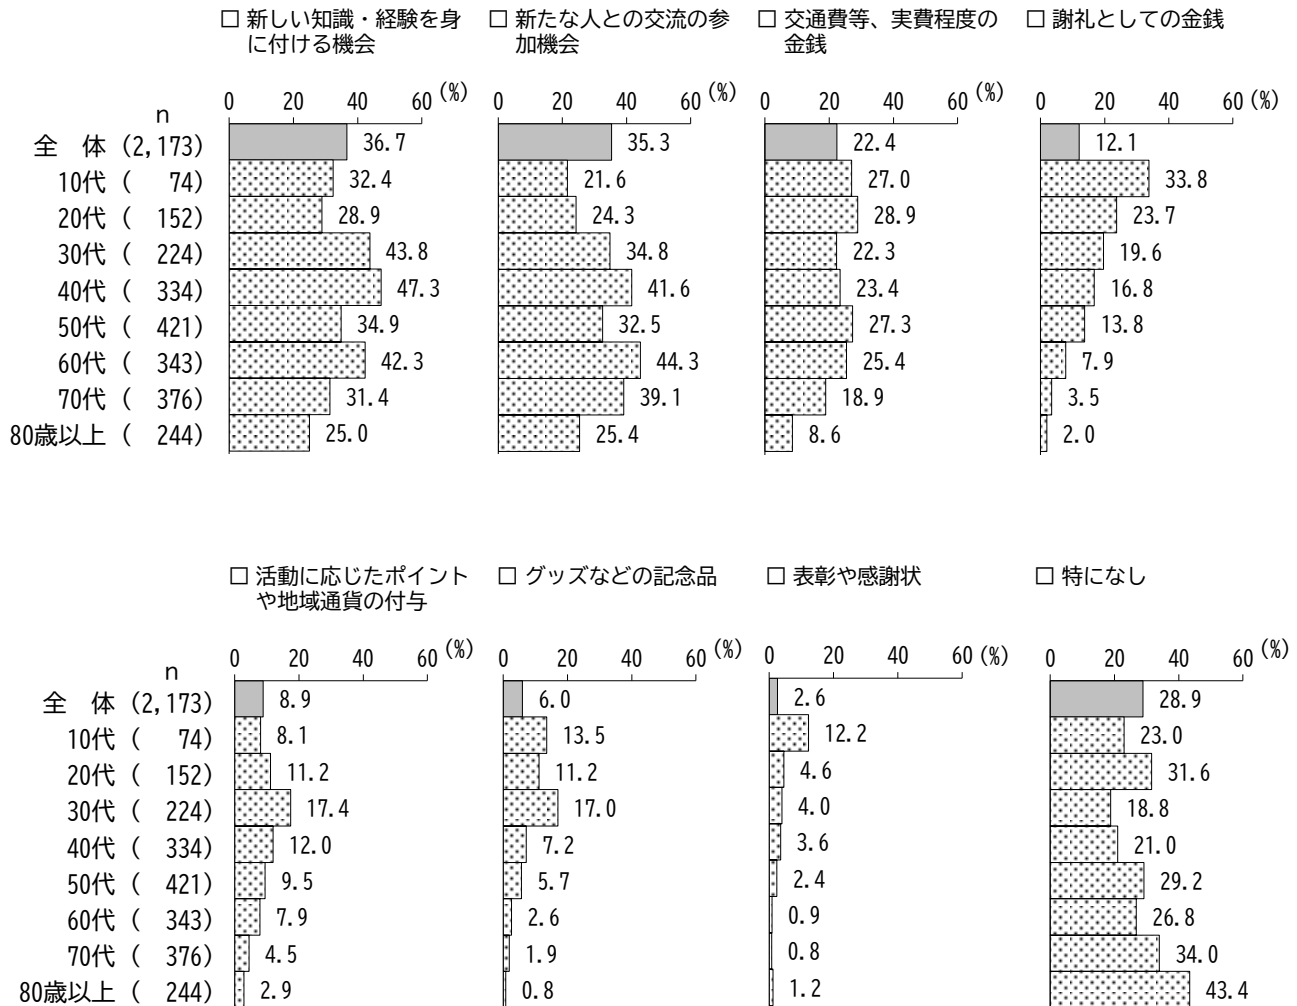 □ 新しい知識・経験を身に付ける機会
□ 新たな人との交流の参加機会
□ 交通費等、実費程度の金銭
□ 謝礼としての金銭
0 20 40 60 (%) 0 20 40 60 (%) 0 20 40 60 (%) 0 20 40 60 (%)
n
全 体 (2,173) 36.7 35.3 22.4 12.1
10代 ( 74) 32.4 21.6 27.0 33.8
20代 ( 152) 28.9 24.3 28.9 23.7
30代 ( 224) 43.8 34.8 22.3 19.6
40代 ( 334) 47.3 41.6 23.4 16.8
50代 ( 421) 34.9 32.5 27.3 13.8
60代 ( 343) 42.3 44.3 25.4 7.9
70代 ( 376) 31.4 39.1 18.9 3.5
80歳以上 ( 244) 25.0 25.4 8.6 2.0
□ 活動に応じたポイントや地域通貨の付与
□ グッズなどの記念品
□ 表彰や感謝状
□ 特になし
0 20 40 60 (%) 0 20 40 60 (%) 0 20 40 60 (%) 0 20 40 60 (%)
n
全 体 (2,173) 8.9 6.0 2.6 28.9
10代 ( 74) 8.1 13.5 12.2 23.0
20代 ( 152) 11.2 11.2 4.6 31.6
30代 ( 224) 17.4 17.0 4.0 18.8
40代 ( 334) 12.0 7.2 3.6 21.0
50代 ( 421) 9.5 5.7 2.4 29.2
60代 ( 343) 7.9 2.6 0.9 26.8
70代 ( 376) 4.5 1.9 0.8 34.0
80歳以上 ( 244) 2.9 0.8 1.2 43.4